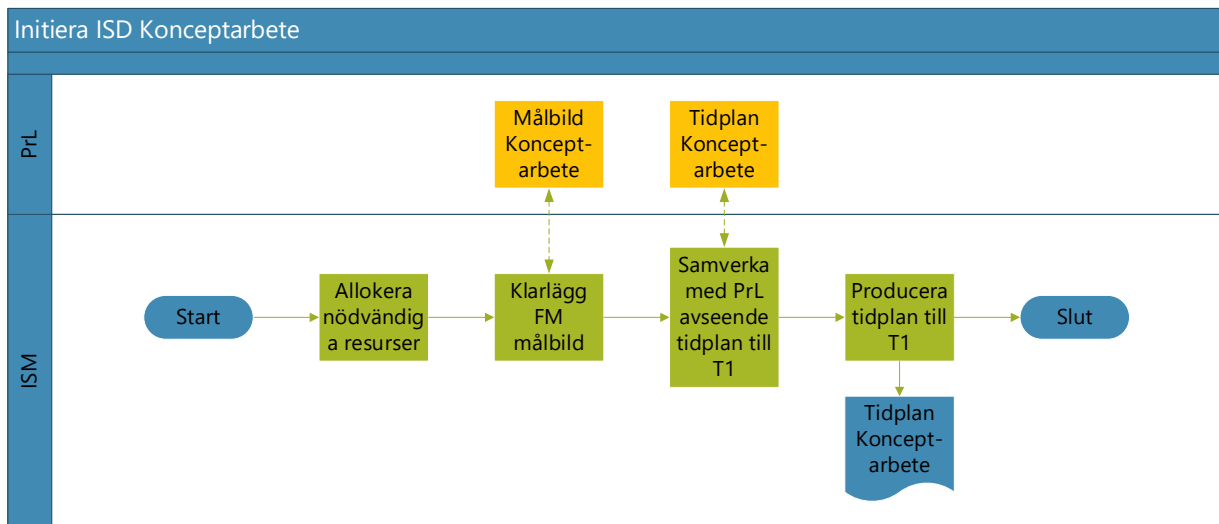 Initiera ISD Konceptarbete
PrL
Målbild
Koncept-
arbete
Tidplan
Koncept-
arbete
ISM
Start
Allokera
nödvändig
a resurser
Klarlägg
FM
målbild
Samverka
med PrL
avseende
tidplan till
T1
Producera
tidplan till
T1
Slut
Tidplan
Koncept-
arbete